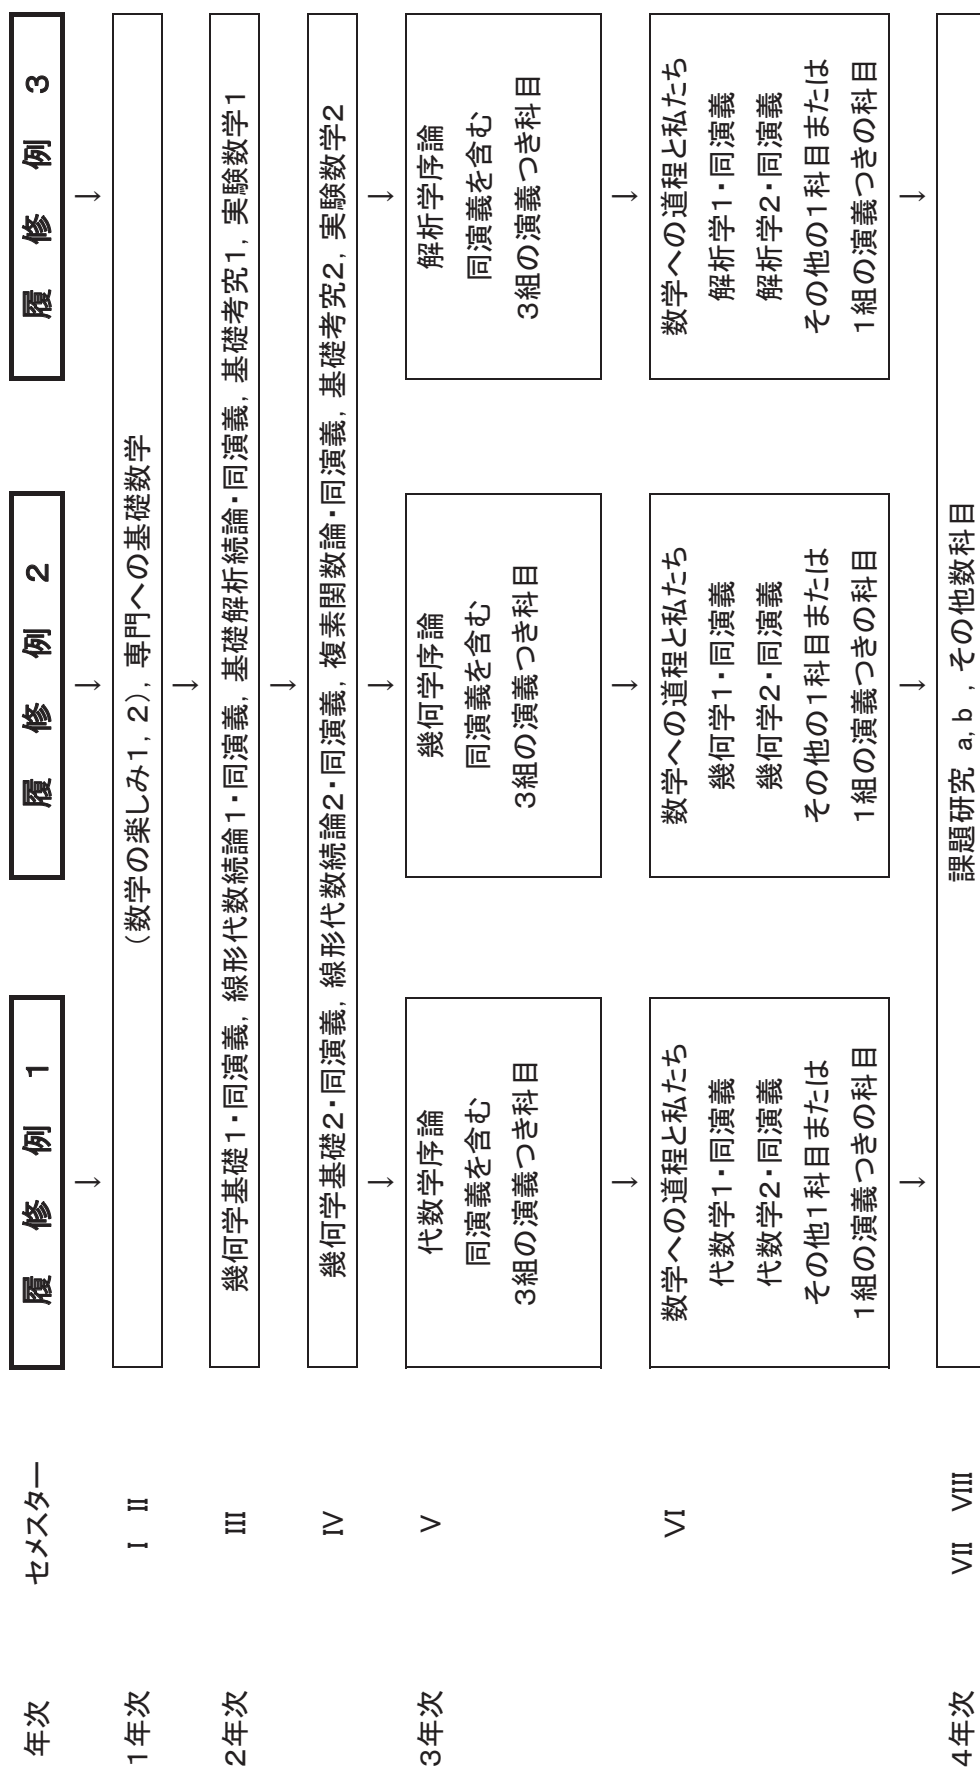 年次 セメスター 履修例 1 履修例 2 履修例 3
↓ ↓ ↓
1年次 I II (数学の楽しみ1, 2), 専門への基礎数学
↓ ↓
2年次 III 幾何学基礎1・同演義, 線形代数続論1・同演義, 基礎解析続論・同演義, 基礎考究1, 実験数学1
↓
IV 幾何学基礎2・同演義, 線形代数続論2・同演義, 複素関数論・同演義, 基礎考究2, 実験数学2
↓ ↓ ↓
3年次 V
代数学序論
同演義を含む
3組の演義つき科目
幾何学序論
同演義を含む
3組の演義つき科目
解析学序論
同演義を含む
3組の演義つき科目
↓ ↓ ↓
VI
数学への道程と私たち
代数学1・同演義
代数学2・同演義
その他1科目または
1組の演義つきの科目
数学への道程と私たち
幾何学1・同演義
幾何学2・同演義
その他の1科目または
1組の演義つきの科目
数学への道程と私たち
解析学1・同演義
解析学2・同演義
その他の1科目または
1組の演義つきの科目
↓ ↓ ↓
4年次 VII VIII 課題研究 a, b , その他数科目